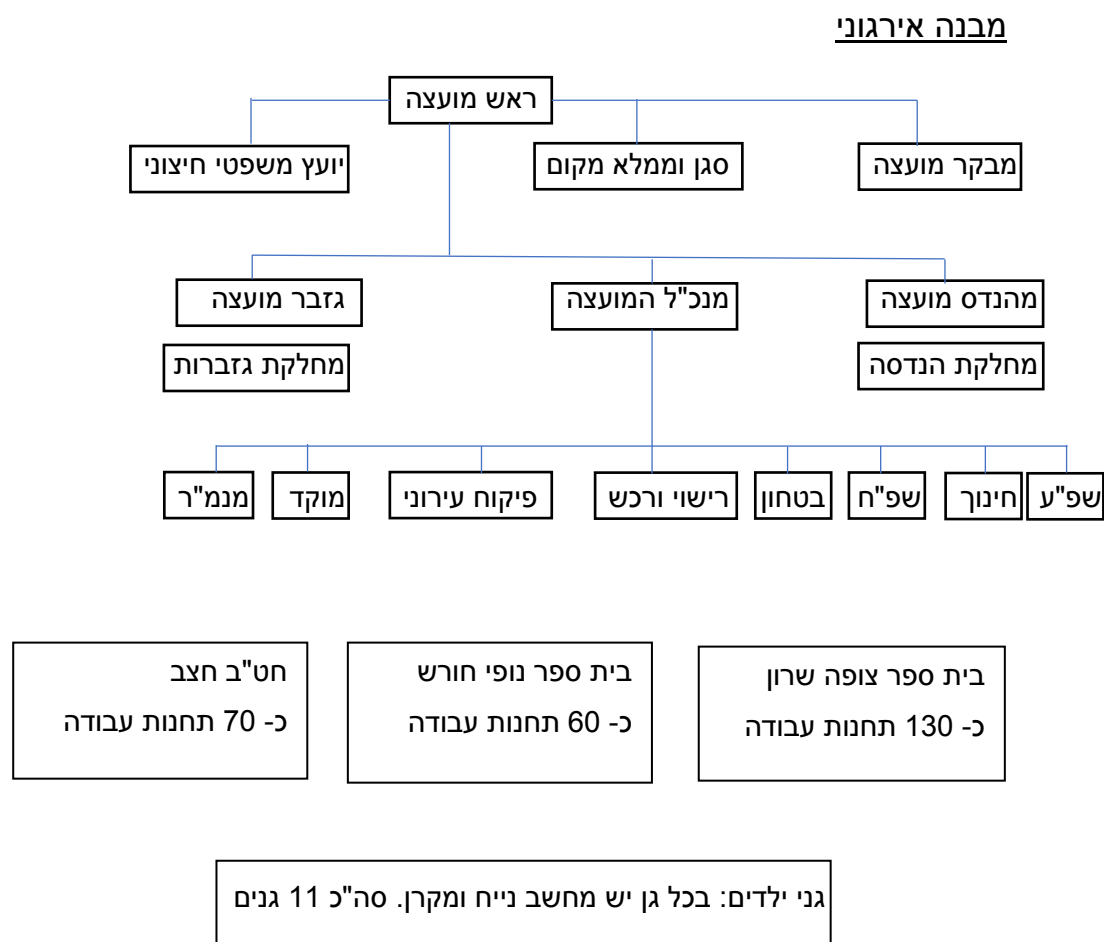 מבנה אירגוני
ראש מועצה
מבקר מועצה
סגן וממלא מקום
יועץ משפטי חיצוני
מהנדס מועצה
מנכ"ל המועצה
גזבר מועצה
מחלקת הנדסה
מחלקת גזברות
שפ"ע
חינוך
שפ"ח
בטחון
רישוי ורכש
פיקוח עירוני
מוקד
מנמ"ר
בית ספר צופה שרון
כ- 130 תחנות עבודה
בית ספר נופי חורש
כ- 60 תחנות עבודה
חט"ב חצב
כ- 70 תחנות עבודה
גני ילדים: בכל גן יש מחשב נייח ומקרן. סה"כ 11 גנים